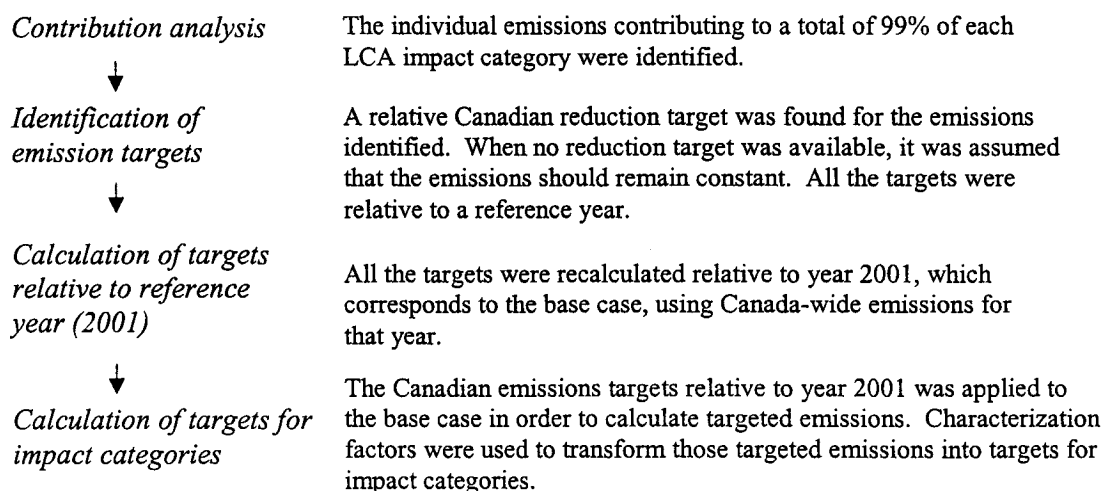 Contribution analysis
The individual emissions contributing to a total of 99% of each
LCA impact category were identified.
Identification of
emission targets
A relative Canadian reduction target was found for the emissions
identified. When no reduction target was available, it was assumed
that the emissions should remain constant. All the targets were
relative to a reference year.
Calculation of targets
relative to reference
year (2001)
All the targets were recalculated relative to year 2001, which
corresponds to the base case, using Canada-wide emissions for
that year.
Calculation of targets for
impact categories
The Canadian emissions targets relative to year 2001 was applied to
the base case in order to calculate targeted emissions. Characterization
factors were used to transform those targeted emissions into targets for
impact categories.